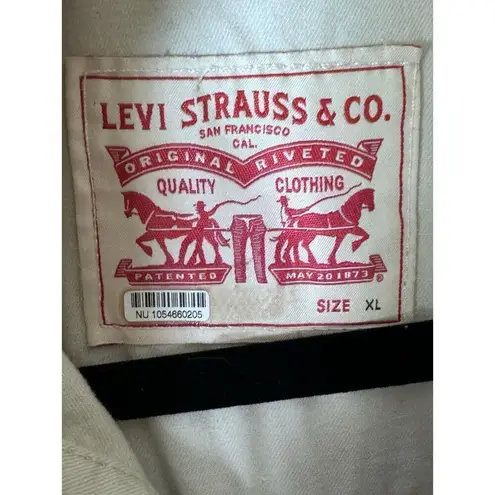 LEVI STRAUSS & CO.
SAN FRANCISCO
CAL.
ORIGINAL RIVETED
QUALITY CLOTHING
PATENTED MAY 20 1873 ®
SIZE XL
NU 1054660205